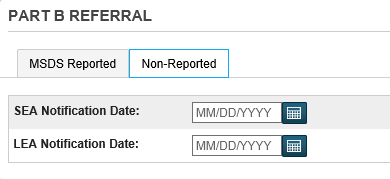 PART B REFERRAL
MSDS Reported Non-Reported
SEA Notification Date: MM/DD/YYYY
LEA Notification Date: MM/DD/YYYY